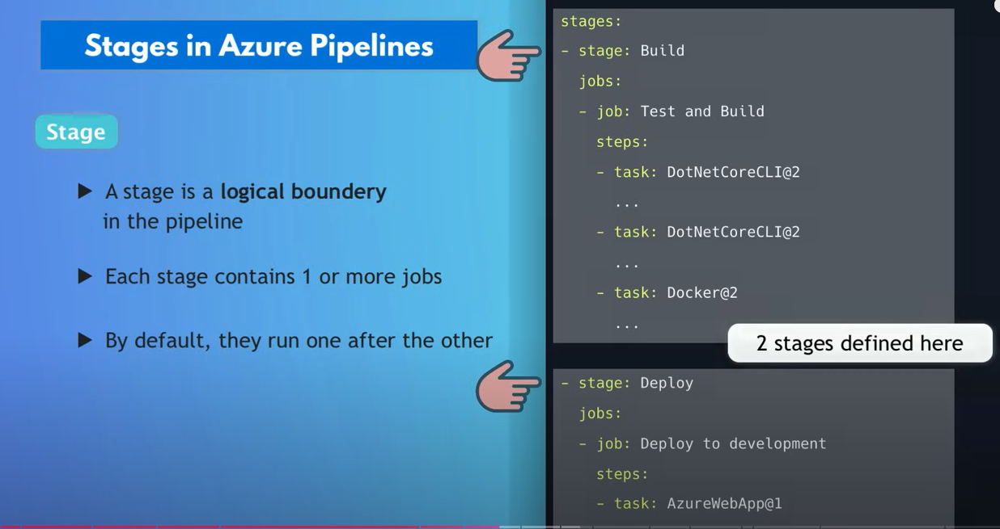 Stages in Azure Pipelines
Stage
A stage is a logical boundery
in the pipeline
Each stage contains 1 or more jobs
By default, they run one after the other
stages:
- stage: Build
jobs:
- job: Test and Build
steps:
- task: DotNetCoreCLI@2
...
- task: DotNetCoreCLI@2
...
- task: Docker@2
...
2 stages defined here
- stage: Deploy
jobs:
- job: Deploy to development
steps:
- task: AzureWebApp@1